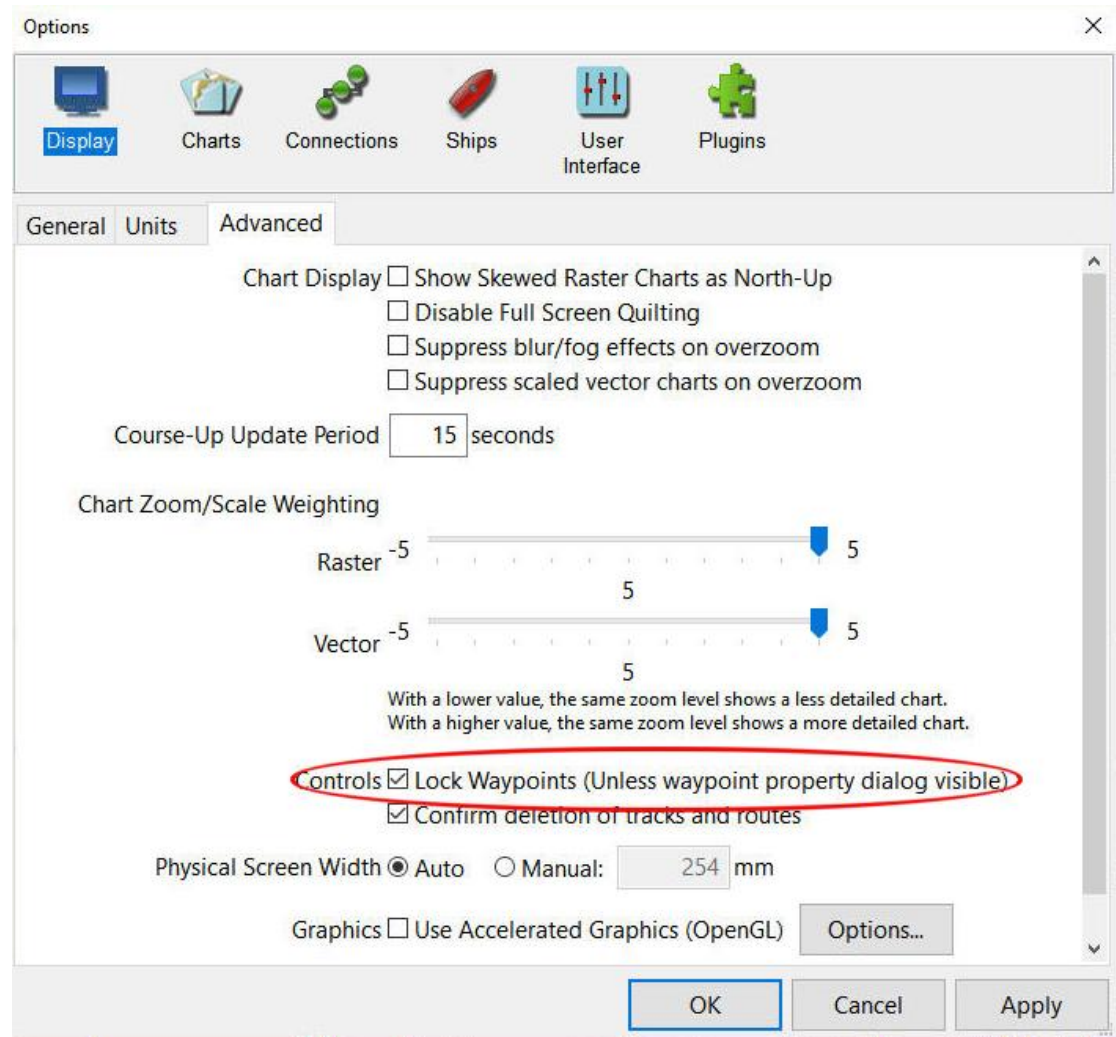 Options
Display
Charts
Connections
Ships
User
Interface
Plugins
General Units Advanced
Chart Display Show Skewed Raster Charts as North-Up
Disable Full Screen Quilting
Suppress blur/fog effects on overzoom
Suppress scaled vector charts on overzoom
Course-Up Update Period 15 seconds
Chart Zoom/Scale Weighting
Raster -5 5
5
Vector -5 5
5
With a lower value, the same zoom level shows a less detailed chart.
With a higher value, the same zoom level shows a more detailed chart.
Controls Lock Waypoints (Unless waypoint property dialog visible)
Confirm deletion of tracks and routes
Physical Screen Width Auto Manual: 254 mm
Graphics Use Accelerated Graphics (OpenGL) Options...
OK Cancel Apply